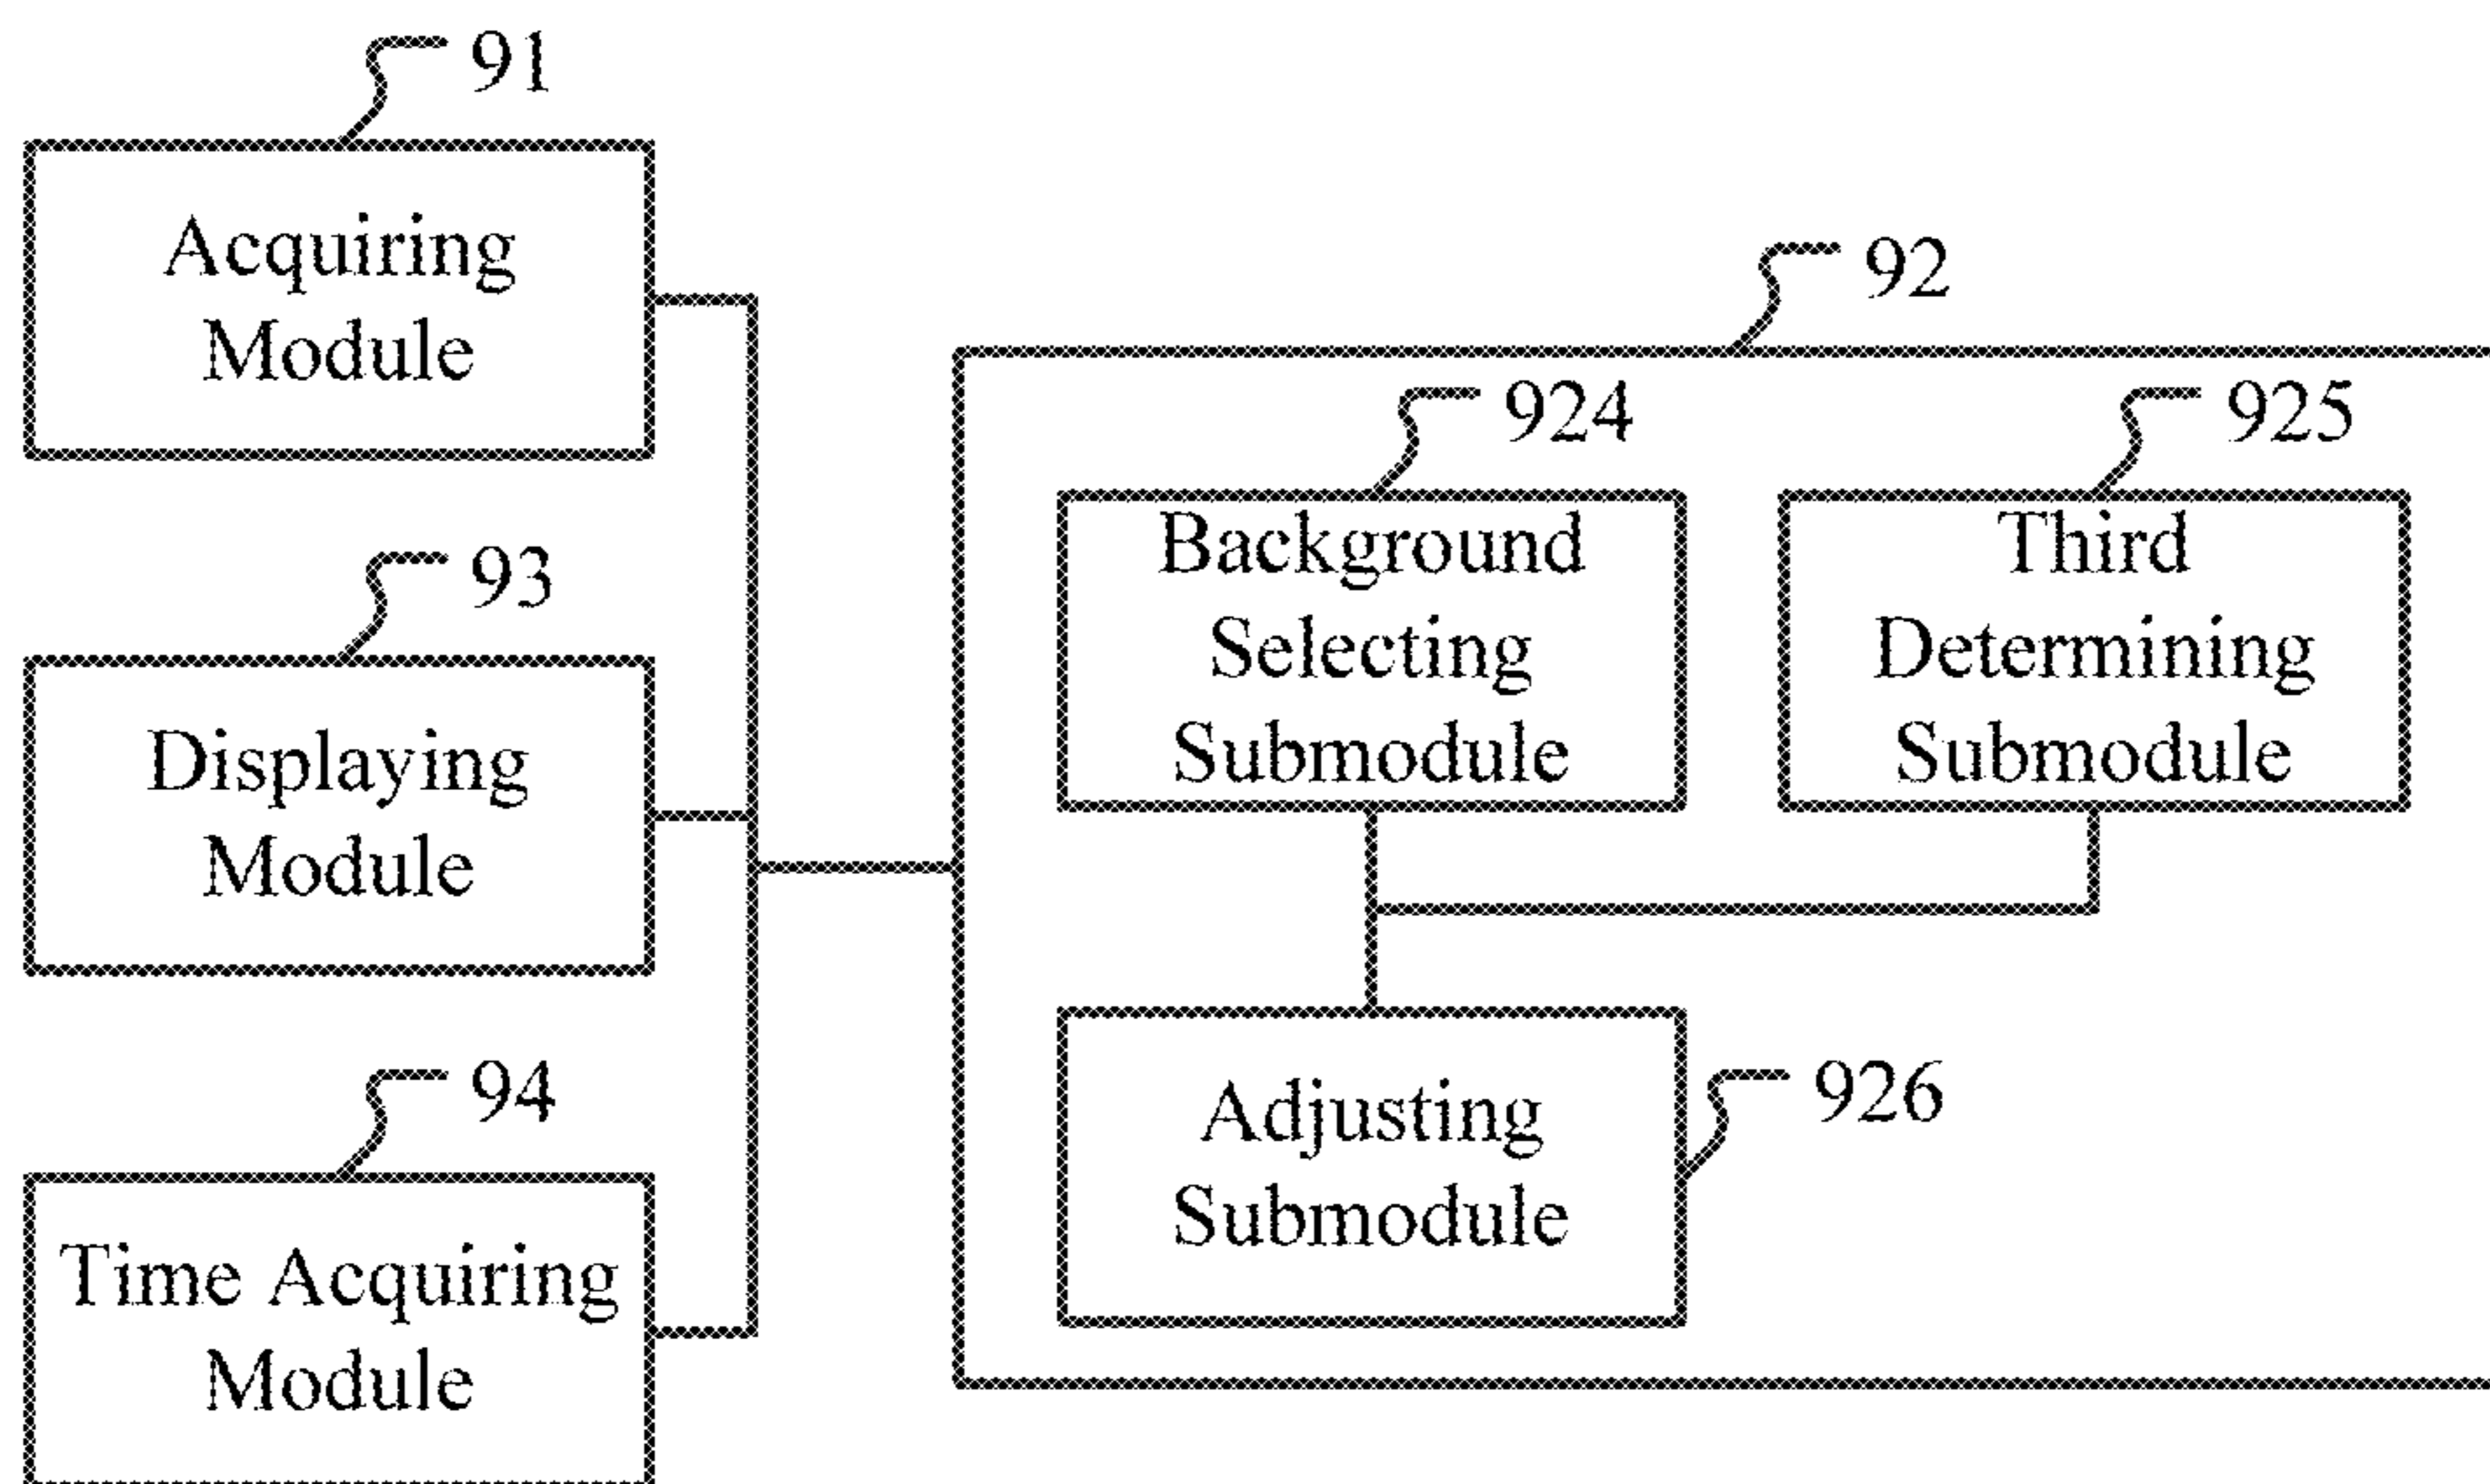 91
Acquiring
Module
93
Displaying
Module
94
Time Acquiring
Module
92
924
Background
Selecting
Submodule
925
Third
Determining
Submodule
Adjusting
Submodule
926